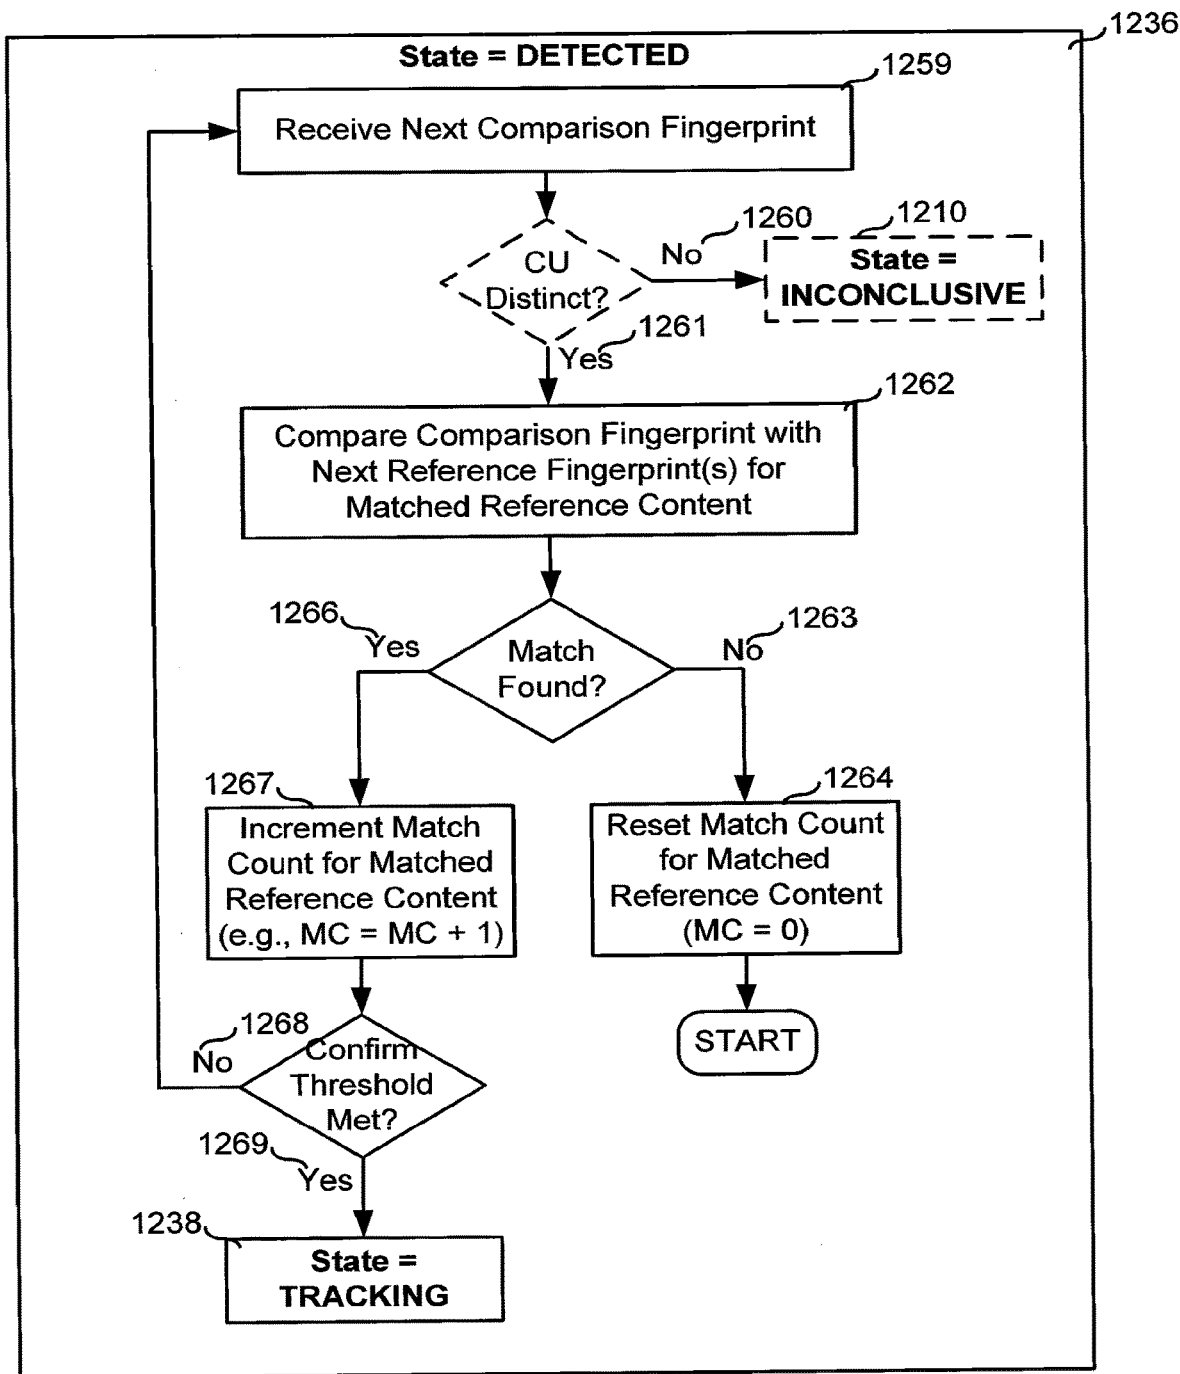 1236
State = DETECTED
1259
Receive Next Comparison Fingerprint
1260
1210
CU
Distinct?
No
State =
INCONCLUSIVE
1261
Yes
1262
Compare Comparison Fingerprint with
Next Reference Fingerprint(s) for
Matched Reference Content
1266
Yes
1263
No
Match
Found?
1267
Increment Match
Count for Matched
Reference Content
(e.g., MC = MC + 1)
1264
Reset Match Count
for Matched
Reference Content
(MC = 0)
START
1268
No
Confirm
Threshold
Met?
1269
Yes
1238
State =
TRACKING